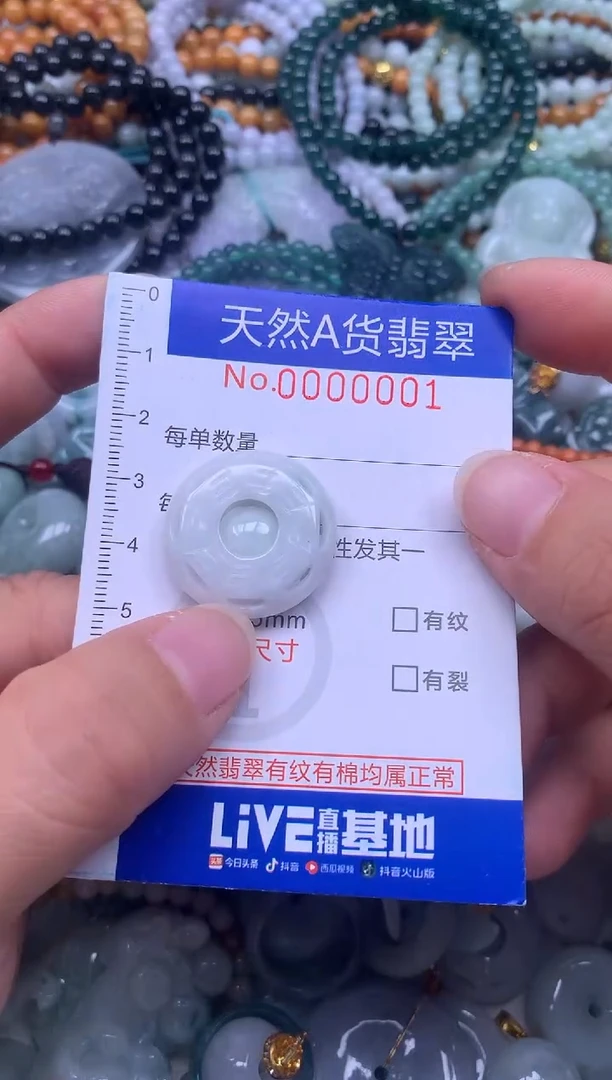 天然A货翡翠
No.0000001
0
1
2
3
4
5
每单数量
性发其一
mm
尺寸
有纹
有裂
然翡翠有纹有棉均属正常
LiVE直播基地
头条 今日头条 抖音 西瓜视频 抖音火山版